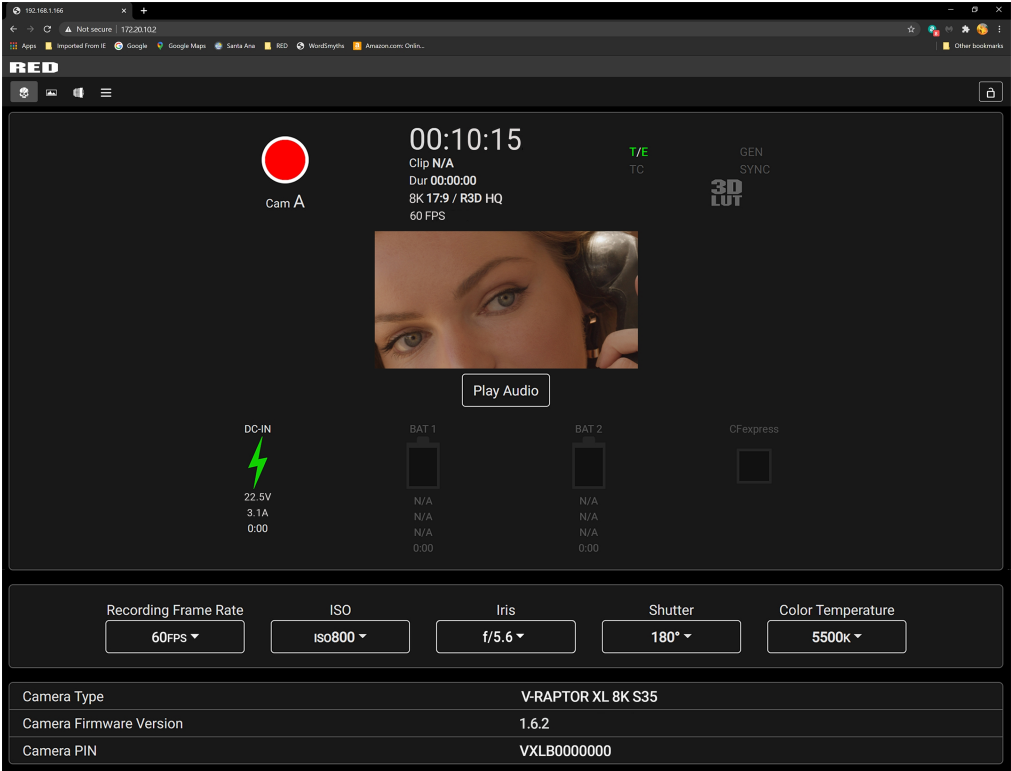 192.168.1.166
Not secure | 172.20.10.2
Apps Imported From IE Google Google Maps Santa Ana RED WordSmyths Amazon.com: Onlin... Other bookmarks
RED
00:10:15
Clip N/A
Dur 00:00:00
8K 17:9 / R3D HQ
60 FPS
Cam A
T/E GEN
TC SYNC
3D
LUT
Play Audio
DC-IN BAT 1 BAT 2 CFexpress
22.5V N/A N/A
3.1A N/A N/A
0:00 N/A N/A
0:00 0:00
Recording Frame Rate ISO Iris Shutter Color Temperature
60FPS ISO800 f/5.6 180° 5500K
Camera Type V-RAPTOR XL 8K S35
Camera Firmware Version 1.6.2
Camera PIN VXLB0000000